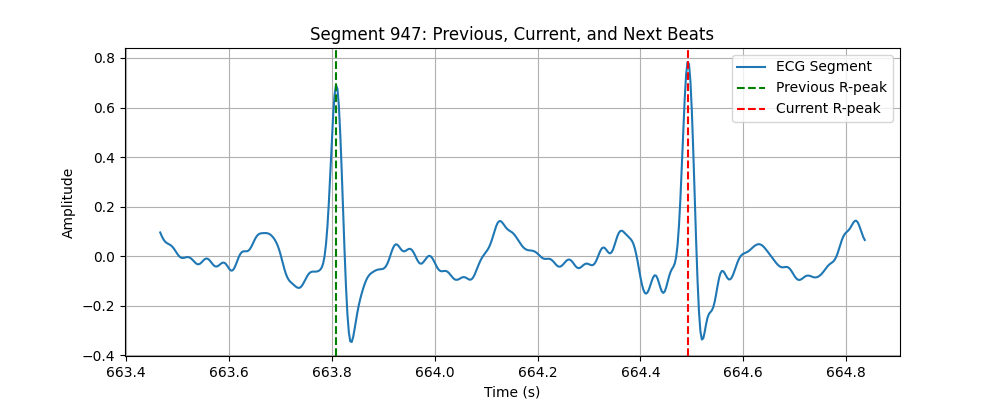 Segment 947: Previous, Current, and Next Beats
ECG Segment
Previous R-peak
Current R-peak
0.8
0.6
0.4
0.2
0.0
−0.2
−0.4
Amplitude
663.4 663.6 663.8 664.0 664.2 664.4 664.6 664.8
Time (s)